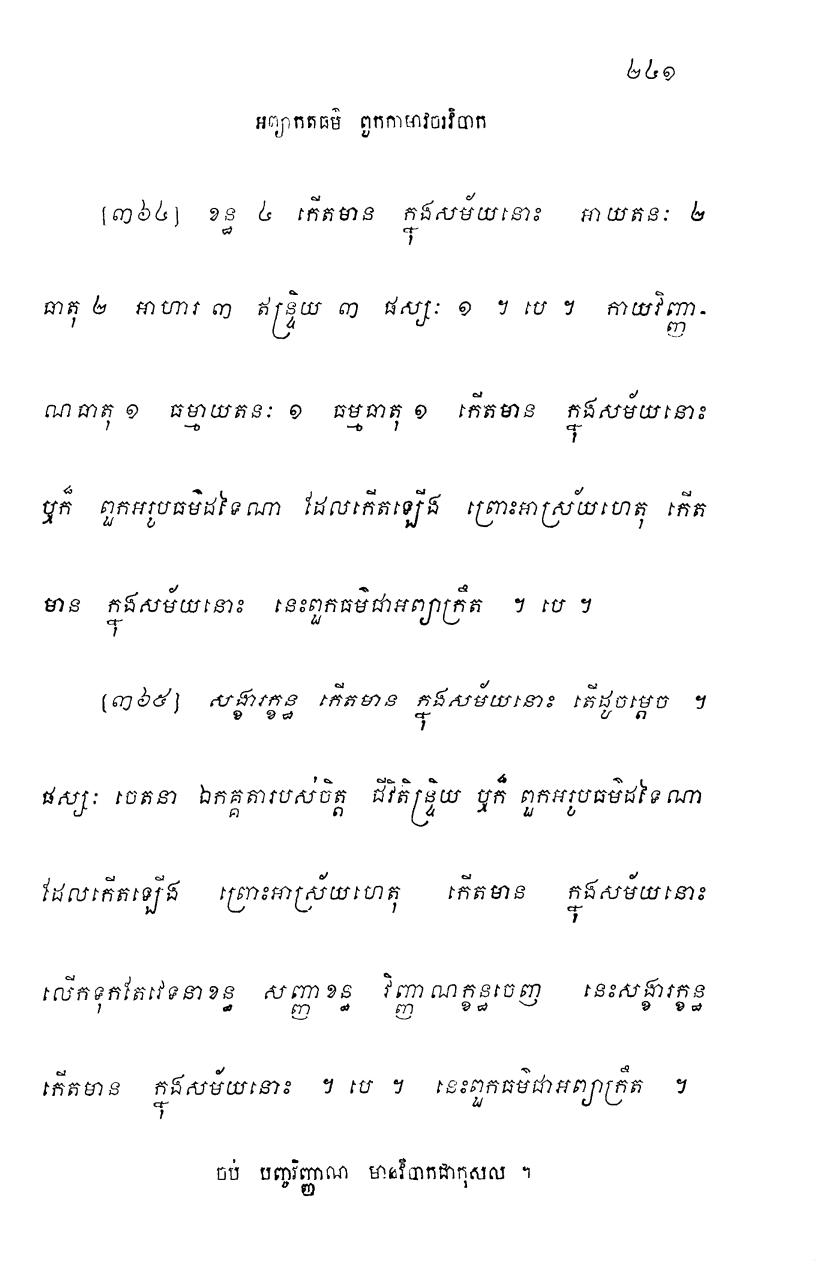 ២៤១
អព្យាកតធម៌ ពួកកាមាវចរវិបាក
[៣៦៤] ខន្ធ ៤ កើតមាន ក្នុងសម័យនោះ អាយតនៈ ២
ធាតុ ២ អាហារ ៣ ឥន្ទ្រិយ ៣ ផស្សៈ ១ ។ បេ ។ កាយវិញ្ញា-
ណធាតុ ១ ធម្មាយតនៈ ១ ធម្មធាតុ ១ កើតមាន ក្នុងសម័យនោះ
ឬក៏ ពួកអរូបធម៌ដទៃណា ដែលកើតឡើង ព្រោះអាស្រ័យហេតុ កើត
មាន ក្នុងសម័យនោះ នេះពួកធម៌ជាអព្យាក្រឹត ។ បេ ។
[៣៦៥] សង្ខារក្ខន្ធ កើតមាន ក្នុងសម័យនោះ តើដូចម្តេច ។
ផស្សៈ ចេតនា ឯកគ្គតារបស់ចិត្ត ជីវិតិន្ទ្រិយ ឬក៏ ពួកអរូបធម៌ដទៃណា
ដែលកើតឡើង ព្រោះអាស្រ័យហេតុ កើតមាន ក្នុងសម័យនោះ
លើកទុកតែវេទនាខន្ធ សញ្ញាខន្ធ វិញ្ញាណក្ខន្ធចេញ នេះសង្ខារក្ខន្ធ
កើតមាន ក្នុងសម័យនោះ ។ បេ ។ នេះពួកធម៌ជាអព្យាក្រឹត ។
ចប់ បញ្ចវិញ្ញាណ មានវិបាកជាកុសល ។